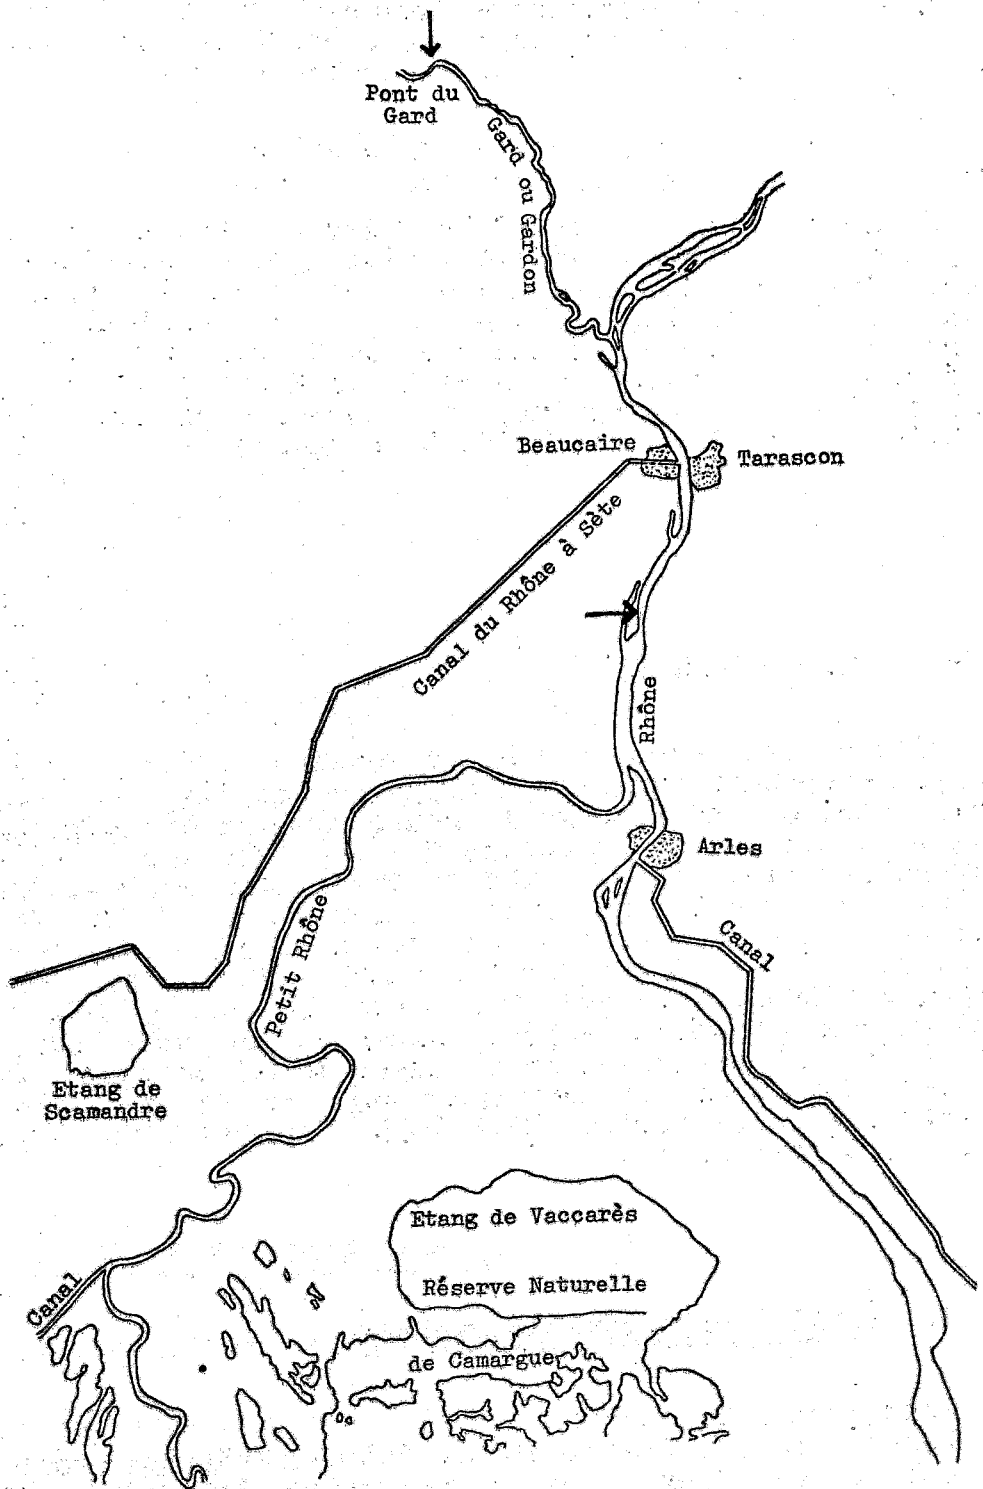 Pont du
Gard
Gard ou Gardon
Beaucaire
Tarascon
Canal du Rhône à Sète
Rhône
Arles
Canal
Petit Rhône
Etang de
Scamandre
Etang de Vaccarès
Réserve Naturelle
Canal
de Camargue